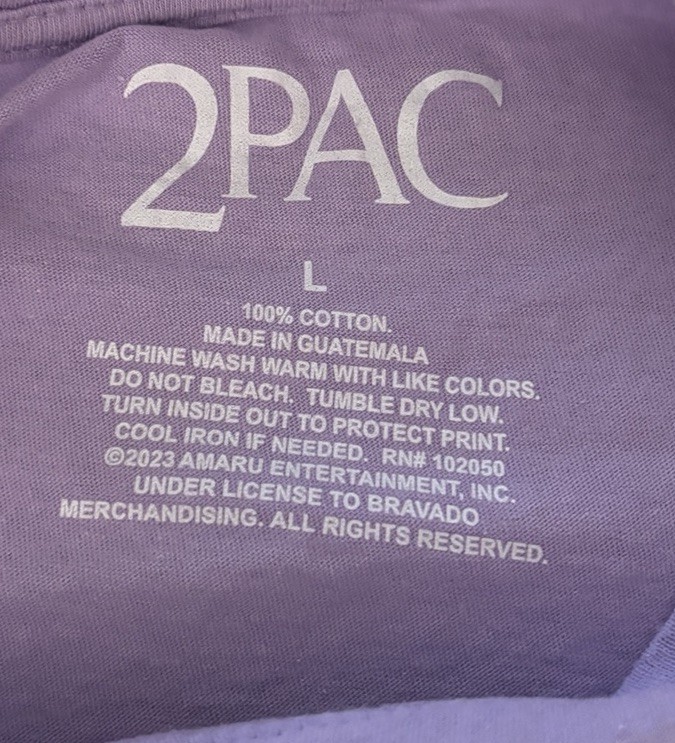 2PAC
L
100% COTTON.
MADE IN GUATEMALA
MACHINE WASH WARM WITH LIKE COLORS.
DO NOT BLEACH. TUMBLE DRY LOW.
TURN INSIDE OUT TO PROTECT PRINT.
COOL IRON IF NEEDED. RN# 102050
©2023 AMARU ENTERTAINMENT, INC.
UNDER LICENSE TO BRAVADO
MERCHANDISING. ALL RIGHTS RESERVED.